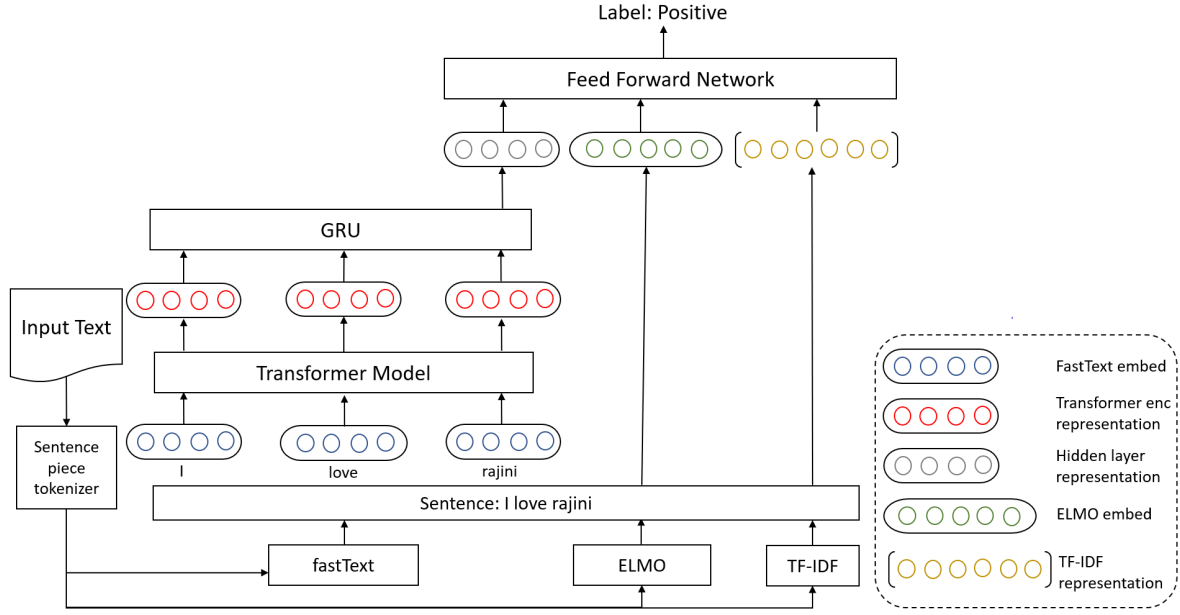 Label: Positive
Feed Forward Network
GRU
Input Text
Transformer Model
Sentence
piece
tokenizer
I
love
rajini
Sentence: I love rajini
fastText
ELMO
TF-IDF
FastText embed
Transformer enc
representation
Hidden layer
representation
ELMO embed
TF-IDF
representation